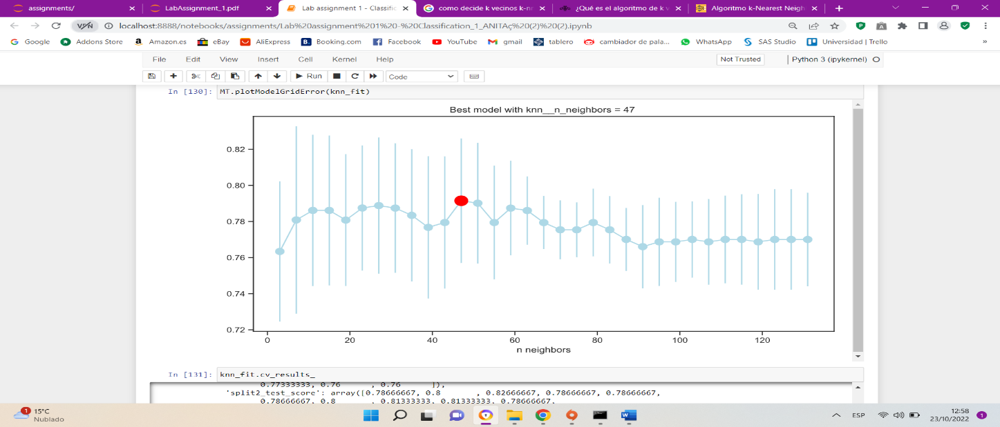 assignments/ LabAssignment_1.pdf Lab assignment 1 - Classific como decide k vecinos k-nn ¿Qué es el algoritmo de k v Algoritmo k-Nearest Neigh
VPN localhost:8888/notebooks/assignments/Lab%20assignment%201%20-%20Classification_1_ANITAç%20(2)%20(2).ipynb
Google Addons Store Amazon.es eBay AliExpress Booking.com Facebook YouTube gmail tablero cambiador de pala... WhatsApp SAS Studio Universidad | Trello »
File Edit View Insert Cell Kernel Help Not Trusted Python 3 (ipykernel)
Run Code
In [130]: MT.plotModelGridError(knn_fit)
Best model with knn__n_neighbors = 47
0.82
0.80
0.78
0.76
0.74
0.72
0 20 40 60 80 100 120
n neighbors
In [131]: knn_fit.cv_results_
0.77333333, 0.76 , 0.76 ]),
'split2_test_score': array([0.78666667, 0.8 , 0.82666667, 0.78666667, 0.78666667,
0.78666667, 0.8 , 0.81333333, 0.81333333, 0.78666667,
1 15°C
Nublado
ESP
12:58
23/10/2022
1